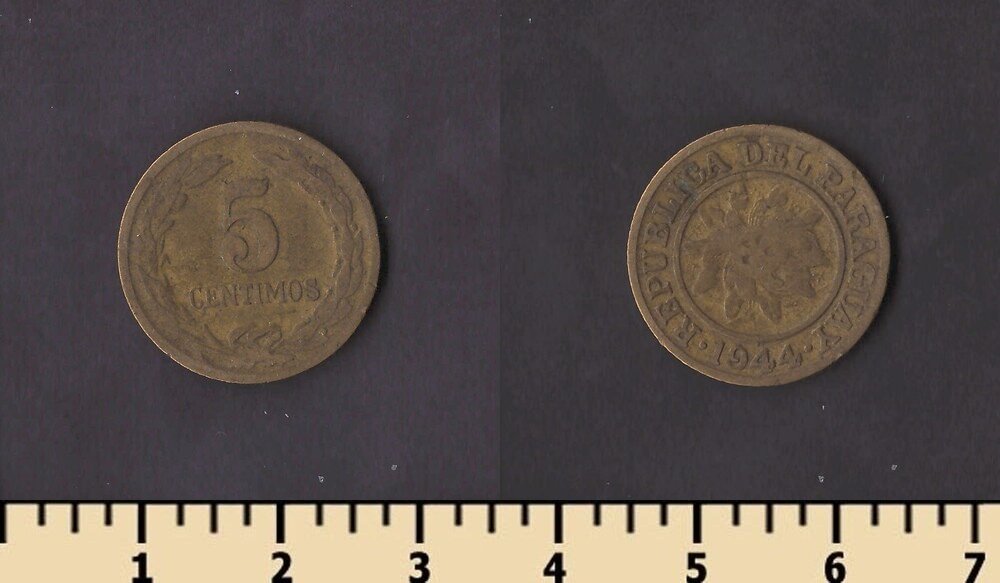 5
CENTIMOS
REPUBLICA DEL PARAGUAY
· 1944 ·
1 2 3 4 5 6 7